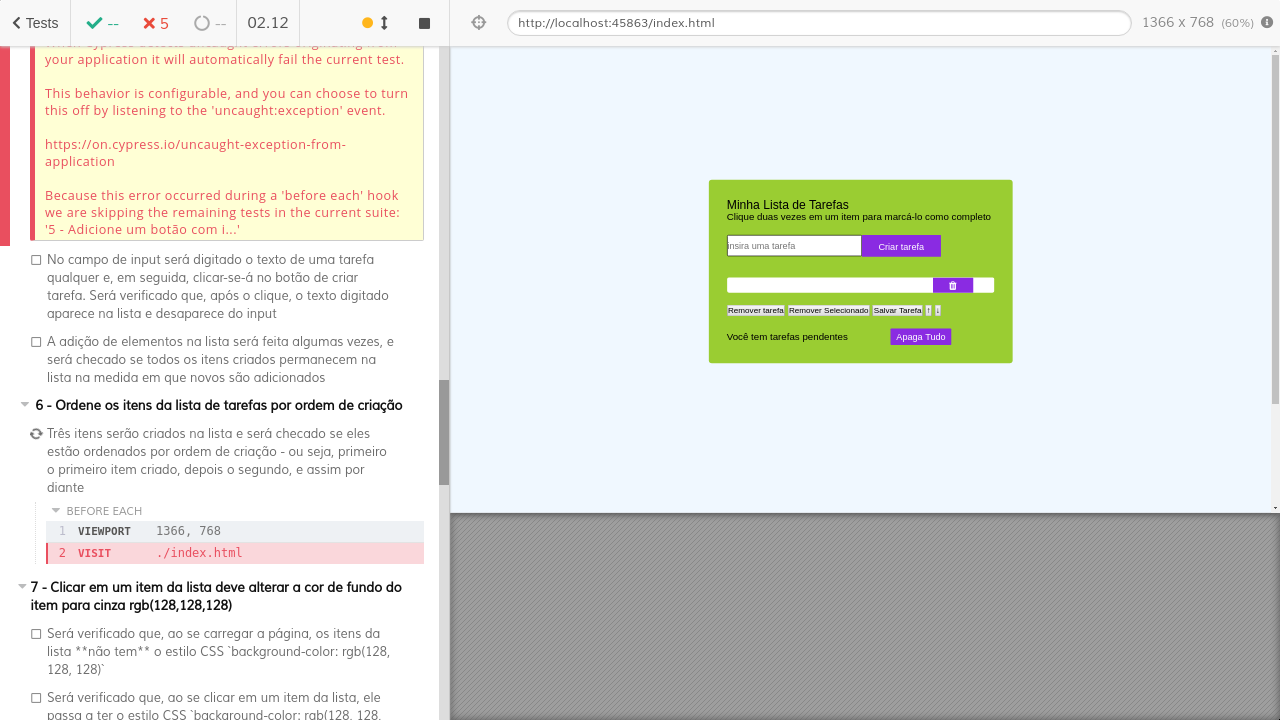 Tests
--
5
--
02.12
http://localhost:45863/index.html
1366 x 768 (60%)
your application it will automatically fail the current test.
This behavior is configurable, and you can choose to turn
this off by listening to the 'uncaught:exception' event.
https://on.cypress.io/uncaught-exception-from-
application
Because this error occurred during a 'before each' hook
we are skipping the remaining tests in the current suite:
'5 - Adicione um botão com i...'
No campo de input será digitado o texto de uma tarefa
qualquer e, em seguida, clicar-se-á no botão de criar
tarefa. Será verificado que, após o clique, o texto digitado
aparece na lista e desaparece do input
A adição de elementos na lista será feita algumas vezes, e
será checado se todos os itens criados permanecem na
lista na medida em que novos são adicionados
6 - Ordene os itens da lista de tarefas por ordem de criação
Três itens serão criados na lista e será checado se eles
estão ordenados por ordem de criação - ou seja, primeiro
o primeiro item criado, depois o segundo, e assim por
diante
BEFORE EACH
1 VIEWPORT 1366, 768
2 VISIT ./index.html
7 - Clicar em um item da lista deve alterar a cor de fundo do
item para cinza rgb(128,128,128)
Será verificado que, ao se carregar a página, os itens da
lista **não tem** o estilo CSS `background-color: rgb(128,
128, 128)`
Será verificado que, ao se clicar em um item da lista, ele
passa a ter o estilo CSS `background-color: rgb(128, 128,
Minha Lista de Tarefas
Clique duas vezes em um item para marcá-lo como completo
insira uma tarefa
Criar tarefa
Remover tarefa
Remover Selecionado
Salvar Tarefa
↑
↓
Você tem tarefas pendentes
Apaga Tudo